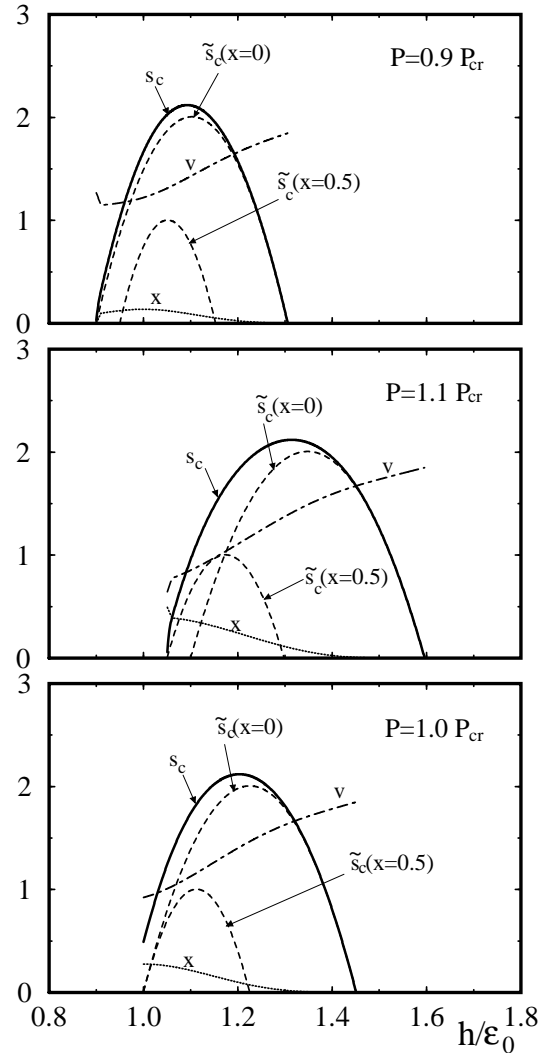 3
2
1
0
P=0.9 P_cr
s_c
s̃_c(x=0)
v
s̃_c(x=0.5)
x
3
2
1
0
P=1.1 P_cr
s̃_c(x=0)
s_c
v
s̃_c(x=0.5)
x
3
2
1
0
P=1.0 P_cr
s̃_c(x=0)
s_c
v
s̃_c(x=0.5)
x
0.8 1.0 1.2 1.4 1.6 1.8
h/ε_0